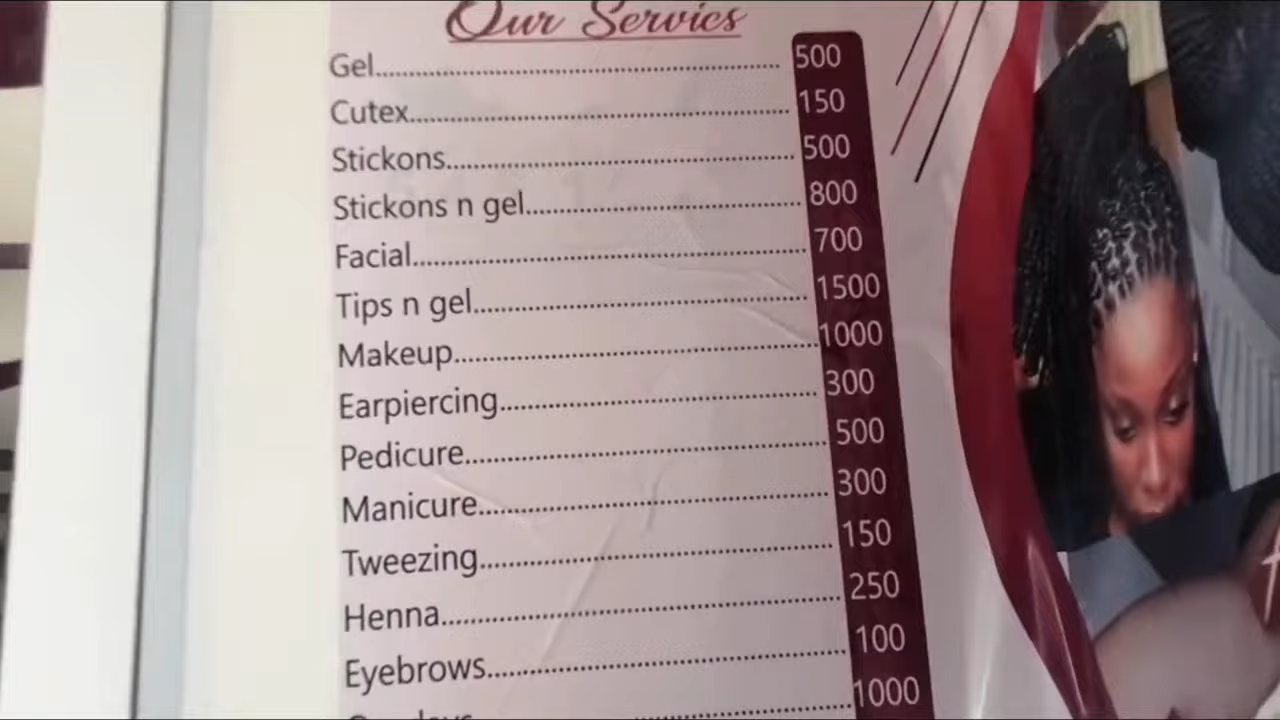 Our Servics
Gel.......................................................... 500
Cutex...................................................... 150
Stickons.................................................. 500
Stickons n gel....................................... 800
Facial........................................................ 700
Tips n gel............................................... 1500
Makeup................................................... 1000
Earpiercing............................................. 300
Pedicure................................................... 500
Manicure................................................. 300
Tweezing................................................. 150
Henna....................................................... 250
Eyebrows................................................. 100
1000